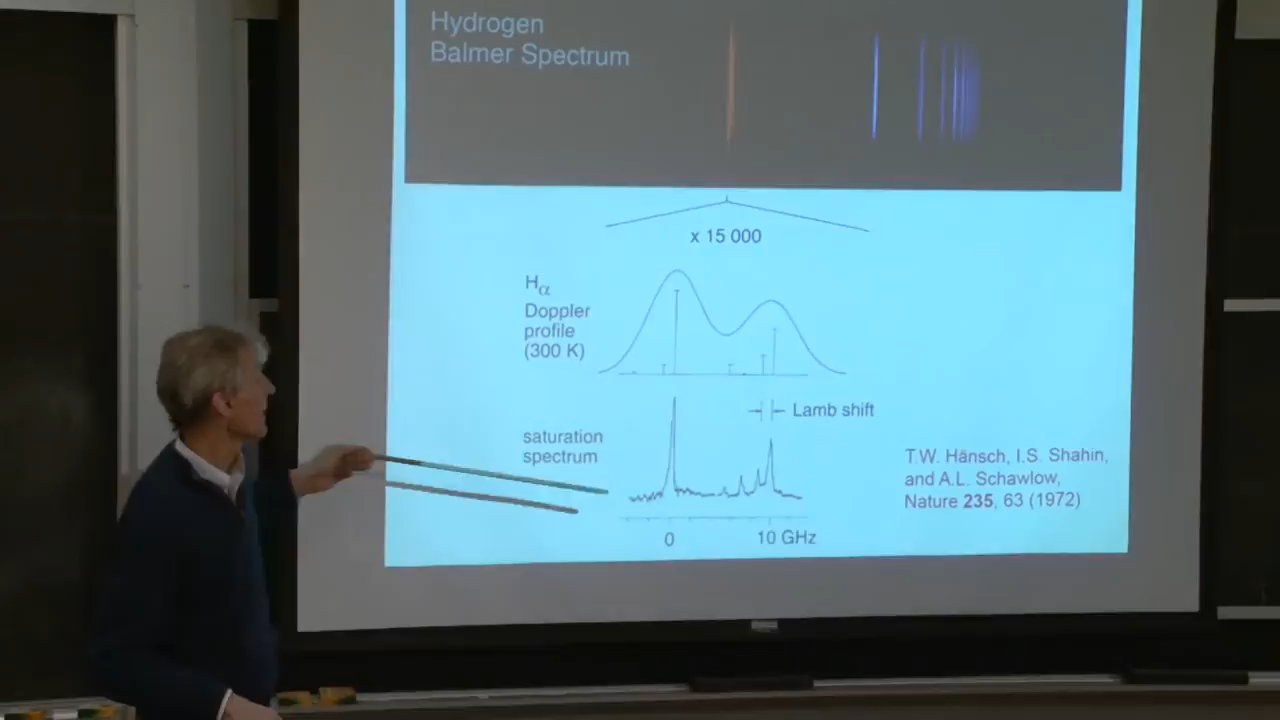 Hydrogen
Balmer Spectrum
x 15 000
Hα
Doppler
profile
(300 K)
Lamb shift
saturation
spectrum
T.W. Hänsch, I.S. Shahin,
and A.L. Schawlow,
Nature 235, 63 (1972)
0
10 GHz